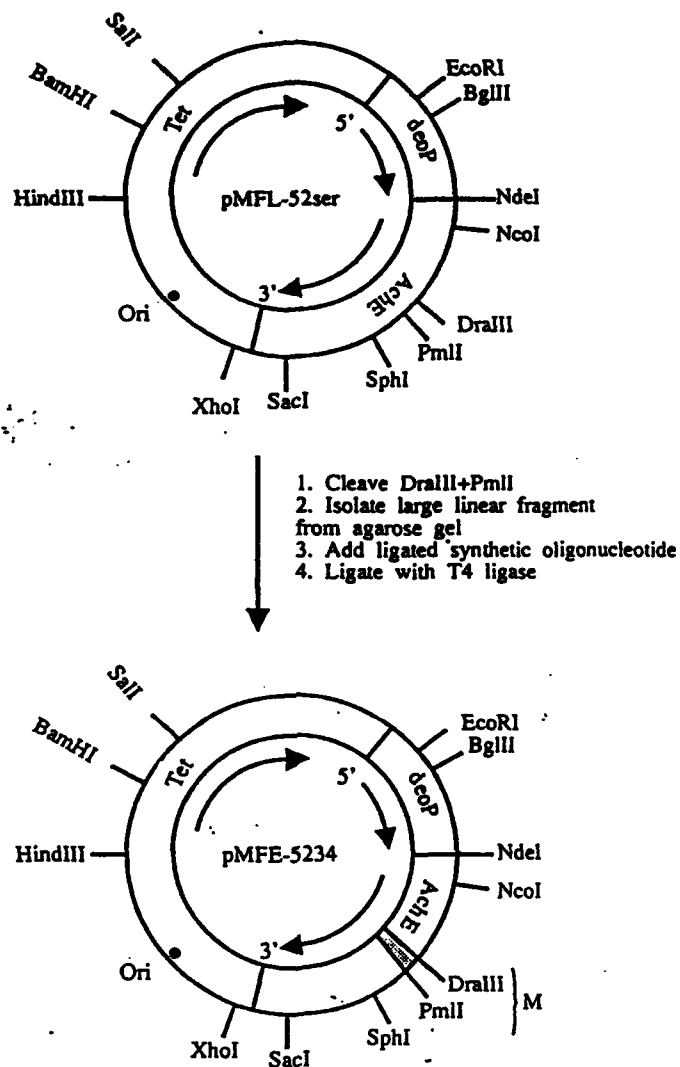 SalI
EcoRI
BamHI
BglII
Tet
5’
deoP
HindIII
pMFL-52ser
NdeI
NcoI
AchE
3’
Ori
DraIII
PmlI
SphI
XhoI
SacI
1. Cleave DraIII+PmlI
2. Isolate large linear fragment
from agarose gel
3. Add ligated synthetic oligonucleotide
4. Ligate with T4 ligase
SalI
EcoRI
BamHI
BglII
Tet
5’
deoP
HindIII
pMFE-5234
NdeI
NcoI
AchE
3’
Ori
DraIII
M
PmlI
SphI
XhoI
SacI